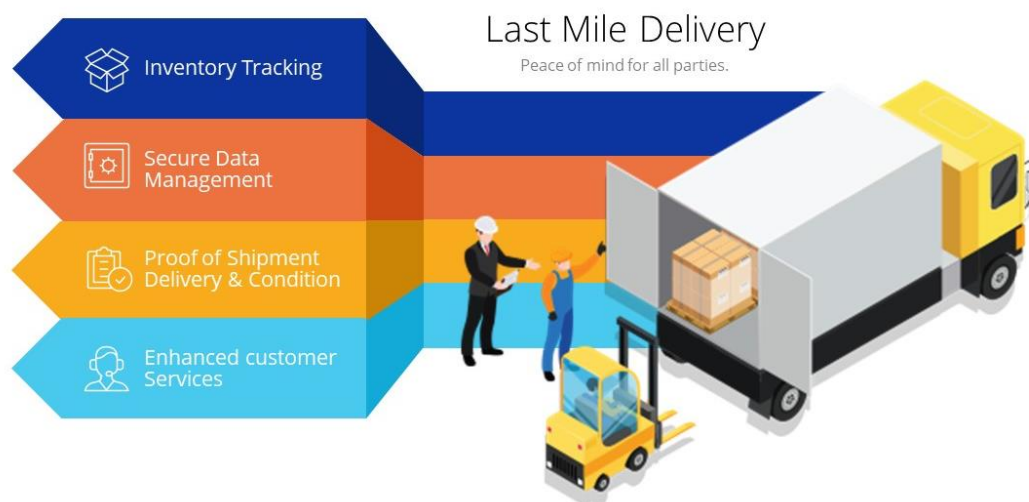 Last Mile Delivery
Peace of mind for all parties.
Inventory Tracking
Secure Data
Management
Proof of Shipment
Delivery & Condition
Enhanced customer
Services